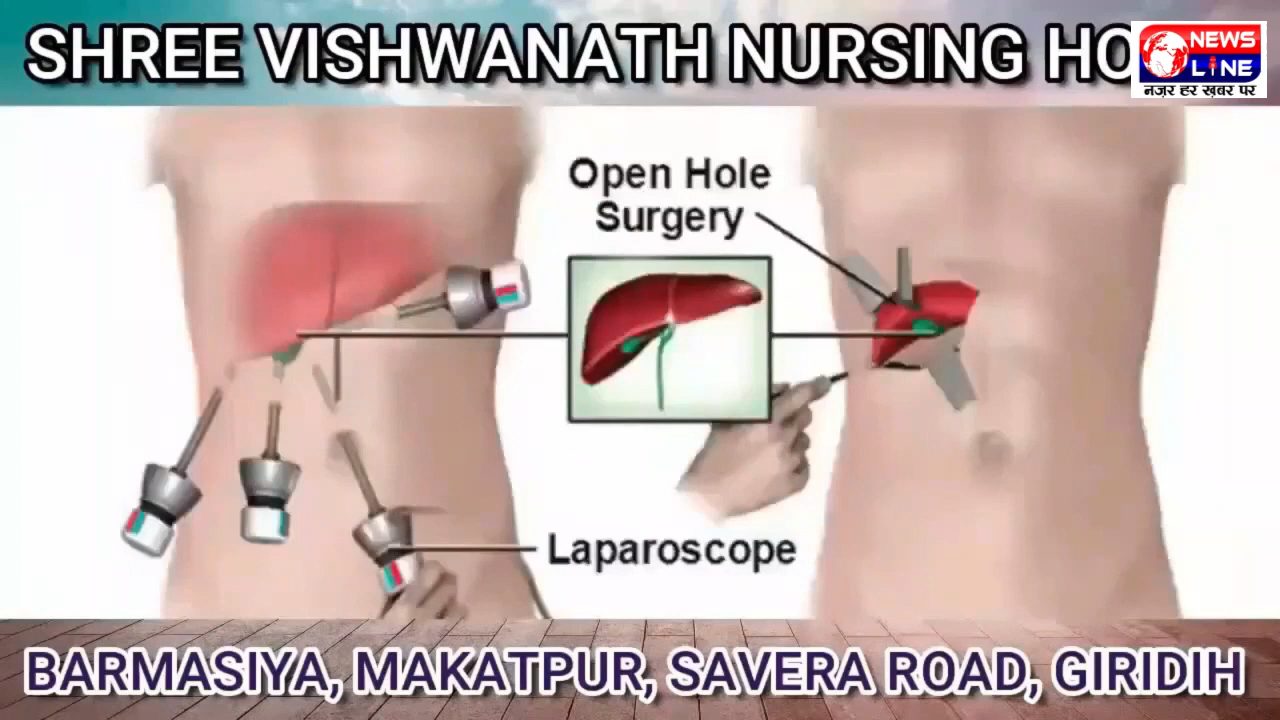 SHREE VISHWANATH NURSING HO
NEWS
LINE
नज़र हर ख़बर पर
Open Hole
Surgery
Laparoscope
BARMASIYA, MAKATPUR, SAVERA ROAD, GIRIDIH